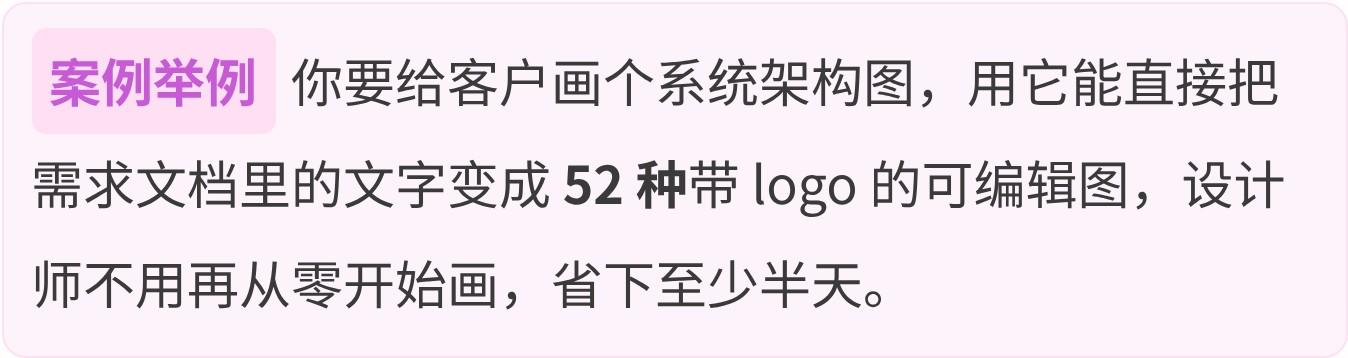 案例举例 你要给客户画个系统架构图，用它能直接把
需求文档里的文字变成 52 种带 logo 的可编辑图，设计
师不用再从零开始画，省下至少半天。